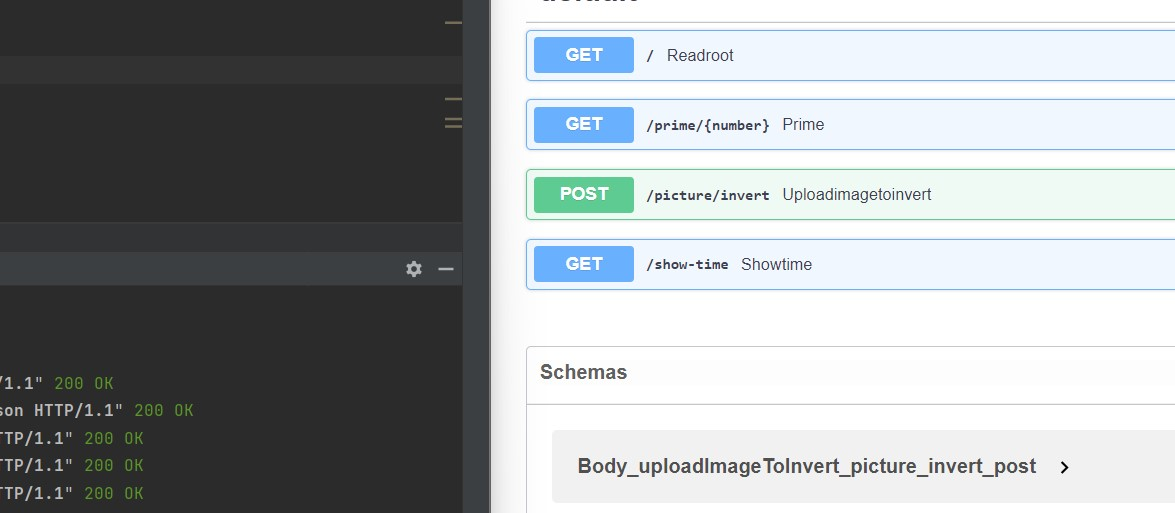 GET / Readroot
GET /prime/{number} Prime
POST /picture/invert Uploadimagetoinvert
GET /show-time Showtime
Schemas
Body_uploadImageToInvert_picture_invert_post
/1.1" 200 OK
son HTTP/1.1" 200 OK
TTP/1.1" 200 OK
TTP/1.1" 200 OK
TTP/1.1" 200 OK